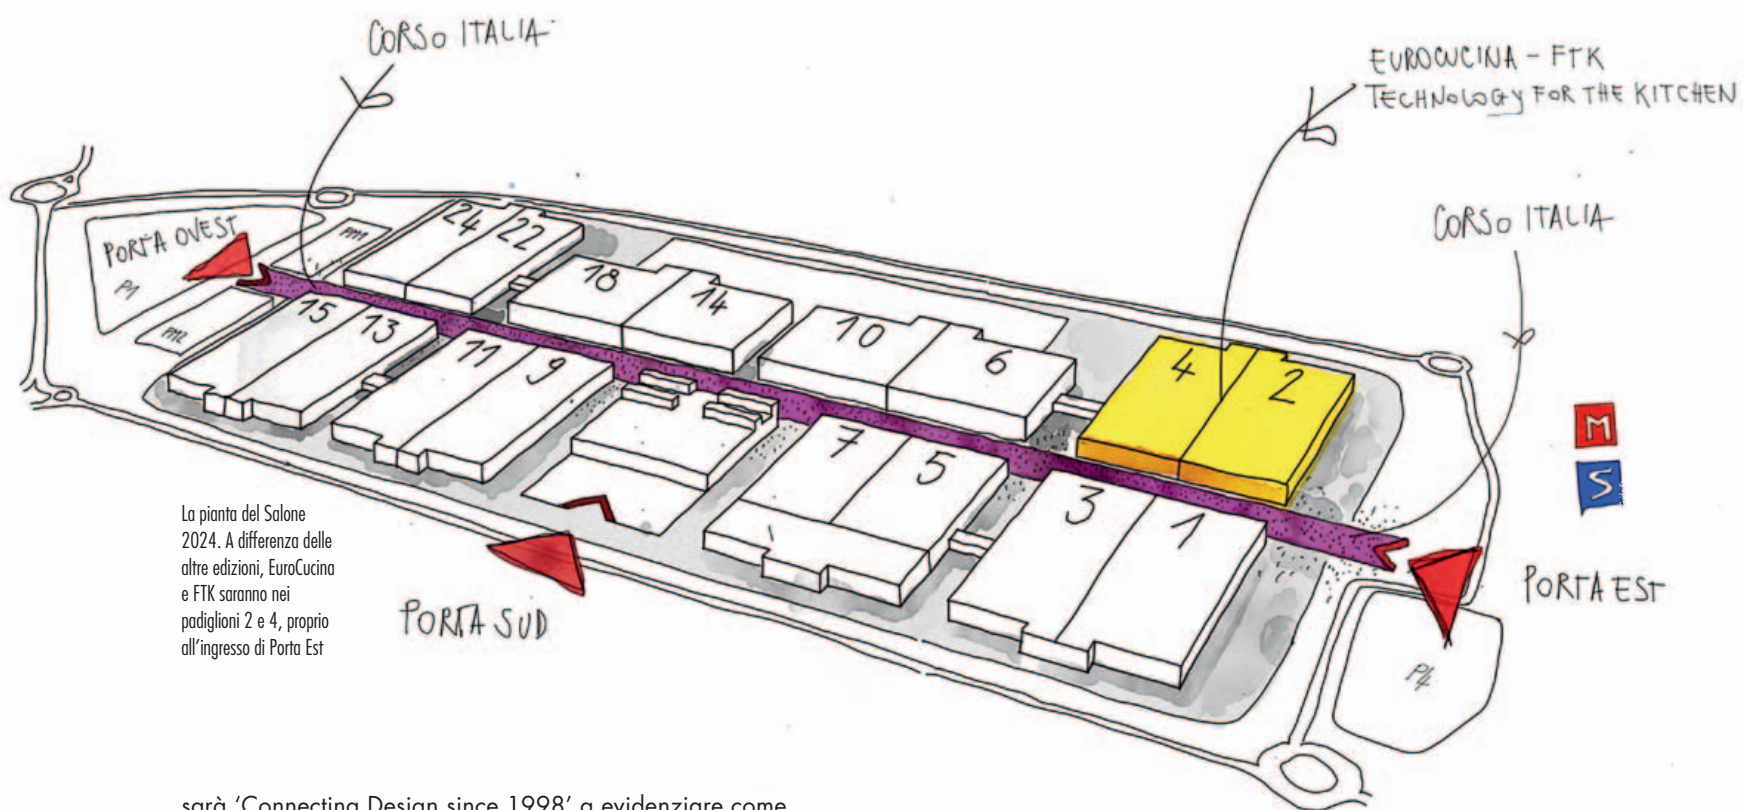 CORSO ITALIA
EUROCUCINA - FTK
TECHNOLOGY FOR THE KITCHEN
CORSO ITALIA
PORTA OVEST
P1
PM1
PM2
24
22
18
14
10
6
4
2
15
13
11
9
7
5
3
1
M
S
PORTA EST
P4
PORTA SUD
La pianta del Salone
2024. A differenza delle
altre edizioni, EuroCucina
e FTK saranno nei
padiglioni 2 e 4, proprio
all'ingresso di Porta Est
sarà 'Connecting Design since 1998' a evidenziare come